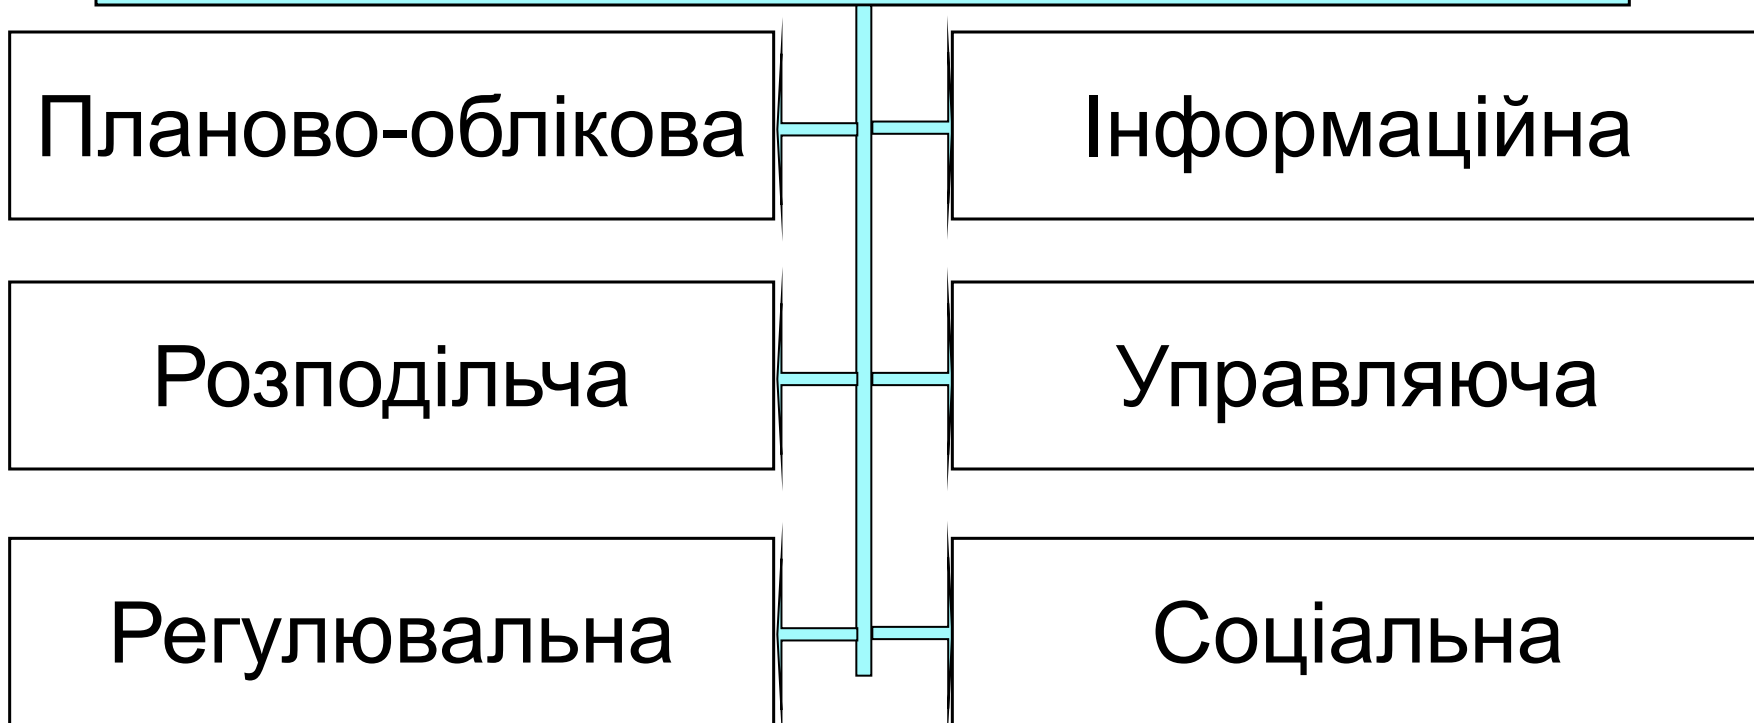 Планово-облікова
Інформаційна
Розподільча
Управляюча
Регулювальна
Соціальна